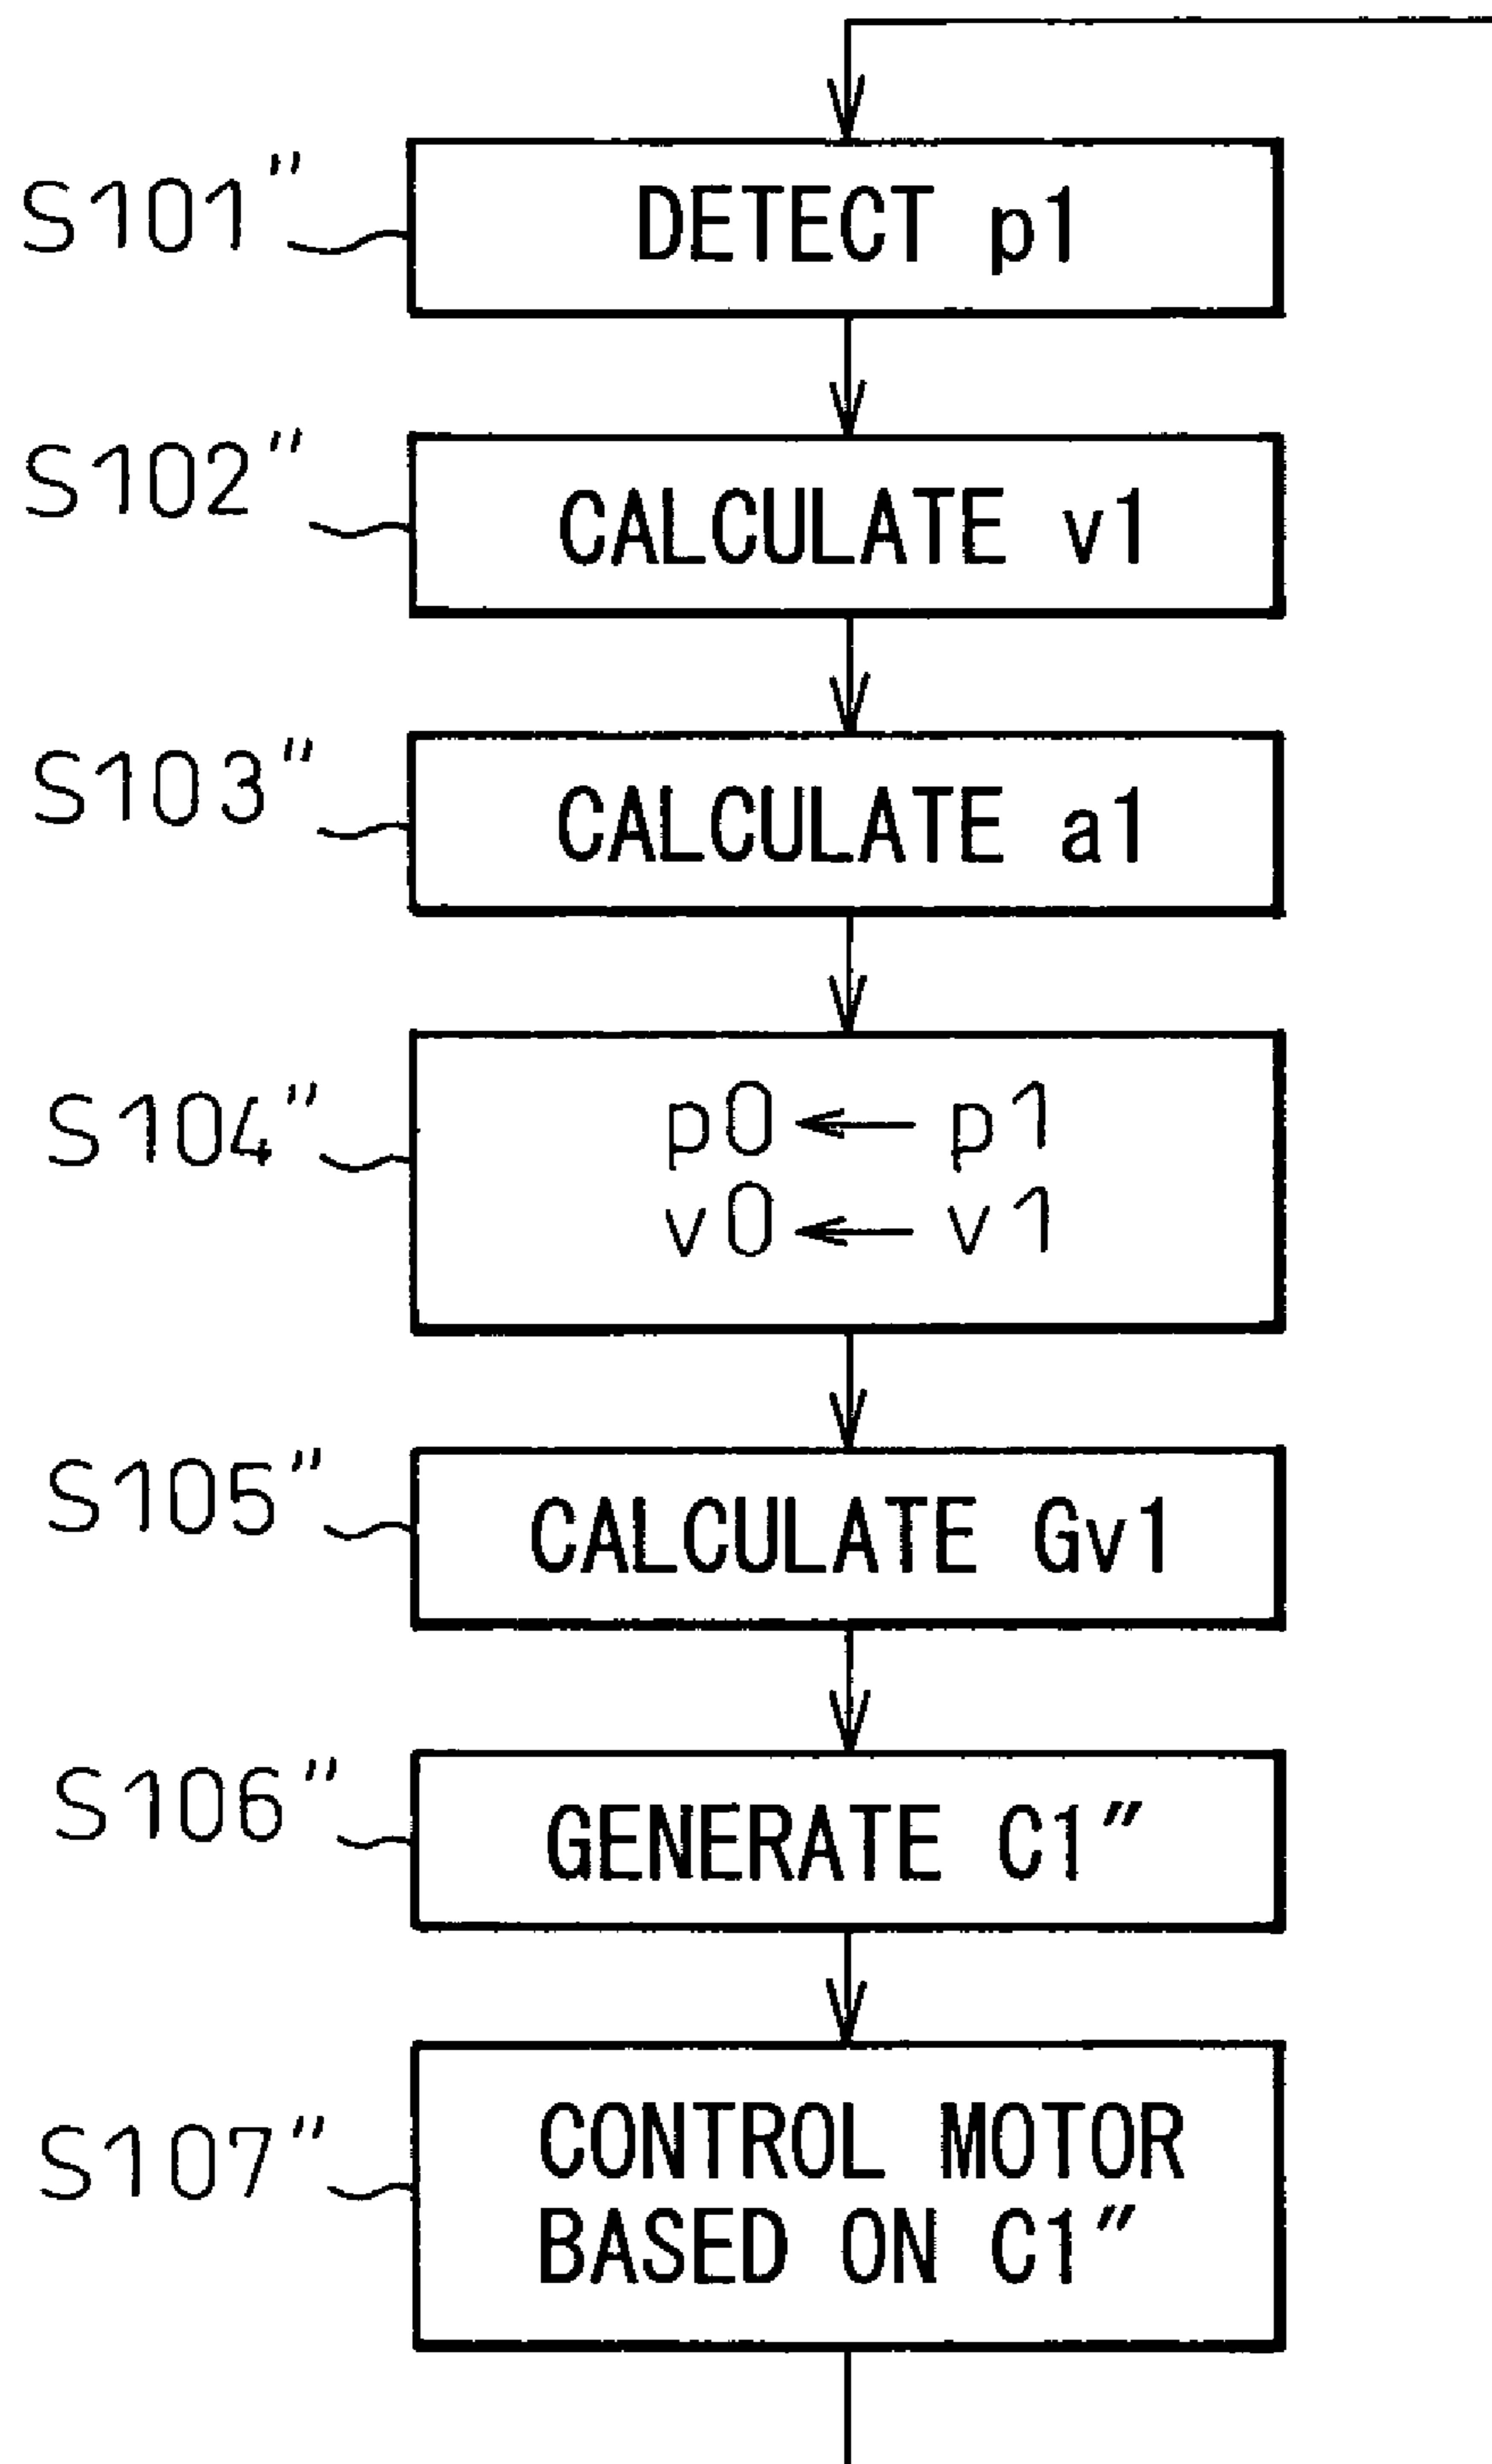 S101″
DETECT p1
S102″
CALCULATE v1
S103″
CALCULATE a1
S104″
p0 ← p1
v0 ← v1
S105″
CALCULATE Gv1
S106″
GENERATE C1″
S107″
CONTROL MOTOR
BASED ON C1″